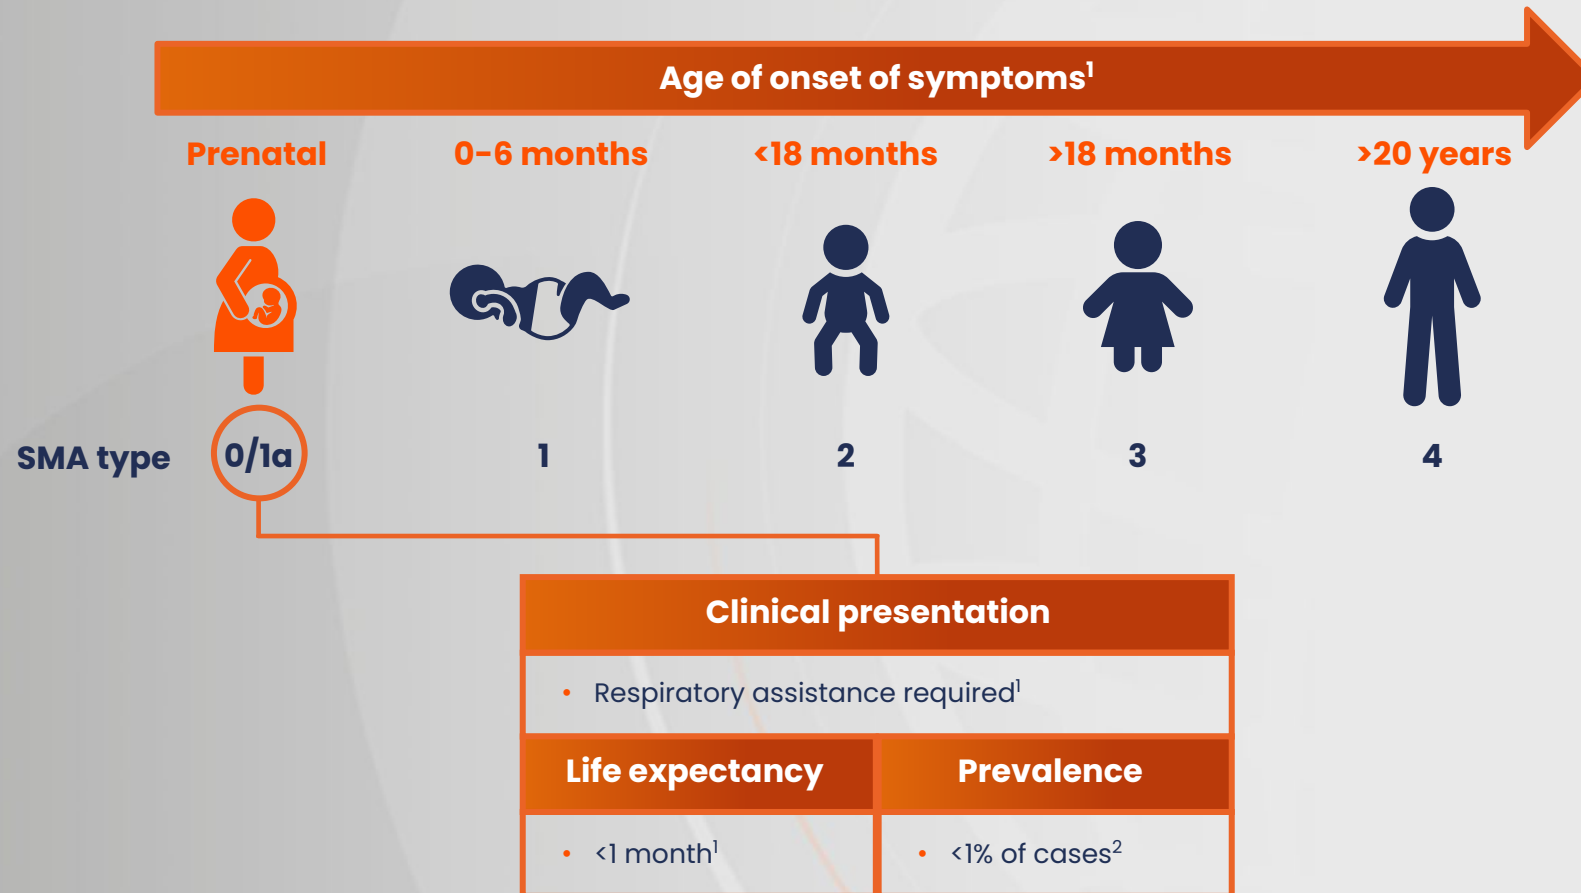 Age of onset of symptoms¹
Prenatal 0-6 months <18 months >18 months >20 years
SMA type 0/1a 1 2 3 4
Clinical presentation
• Respiratory assistance required¹
Life expectancy Prevalence
• <1 month¹ • <1% of cases²